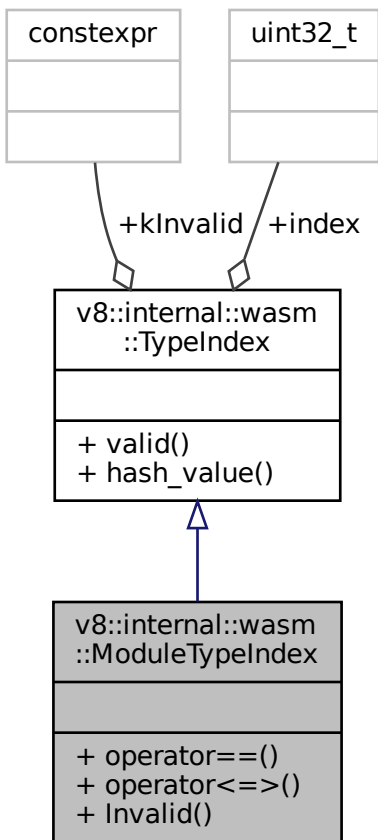 constexpr
uint32_t
+kInvalid
+index
v8::internal::wasm
::TypeIndex
+ valid()
+ hash_value()
v8::internal::wasm
::ModuleTypeIndex
+ operator==()
+ operator<=>()
+ Invalid()